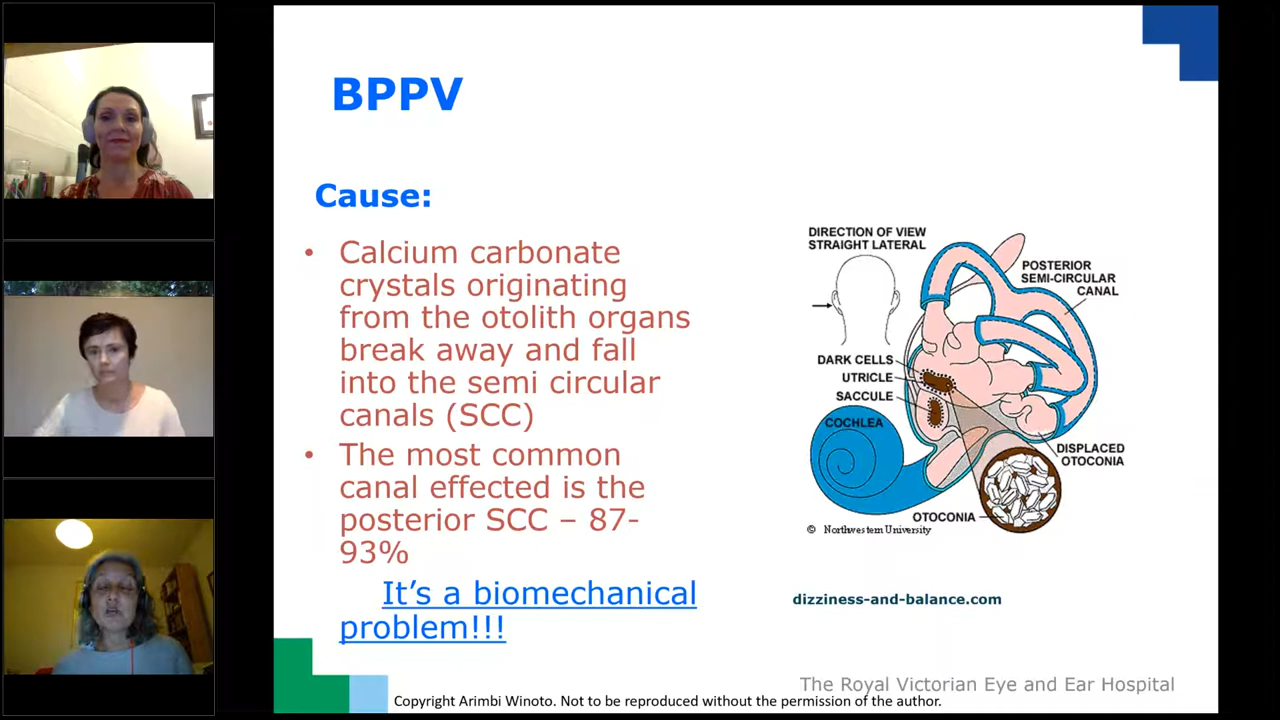 BPPV
Cause:
• Calcium carbonate
crystals originating
from the otolith organs
break away and fall
into the semi circular
canals (SCC)
• The most common
canal effected is the
posterior SCC – 87-
93%
It’s a biomechanical
problem!!!
DIRECTION OF VIEW
STRAIGHT LATERAL
POSTERIOR
SEMI-CIRCULAR
CANAL
DARK CELLS
UTRICLE
SACCULE
COCHLEA
DISPLACED
OTOCONIA
OTOCONIA
© Northwestern University
dizziness-and-balance.com
The Royal Victorian Eye and Ear Hospital
Copyright Arimbi Winoto. Not to be reproduced without the permission of the author.